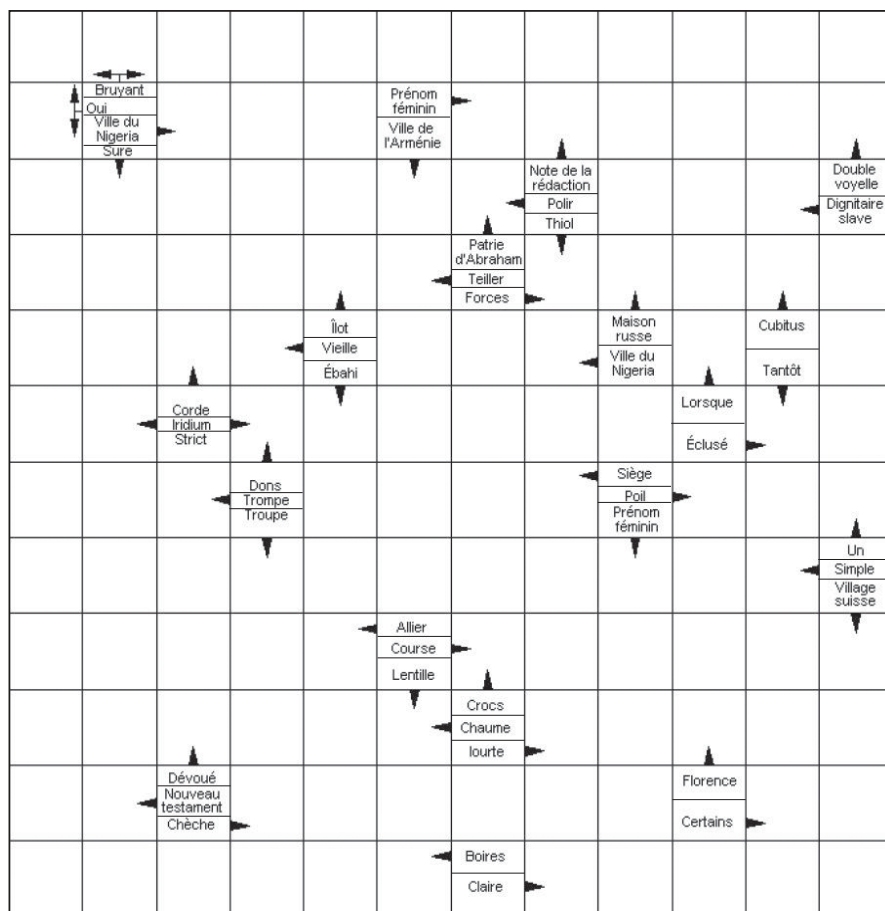 Bruyant
Oui
Ville du
Nigeria
Sure
Prénom
féminin
Ville de
l'Arménie
Note de la
rédaction
Polir
Thiol
Double
voyelle
Dignitaire
slave
Patrie
d'Abraham
Teiller
Forces
Îlot
Vieille
Ébahi
Maison
russe
Ville du
Nigeria
Cubitus
Tantôt
Corde
Iridium
Strict
Lorsque
Éclusé
Dons
Trompe
Troupe
Siège
Poil
Prénom
féminin
Un
Simple
Village
suisse
Allier
Course
Lentille
Crocs
Chaume
Iourte
Dévoué
Nouveau
testament
Chèche
Florence
Certains
Boires
Claire